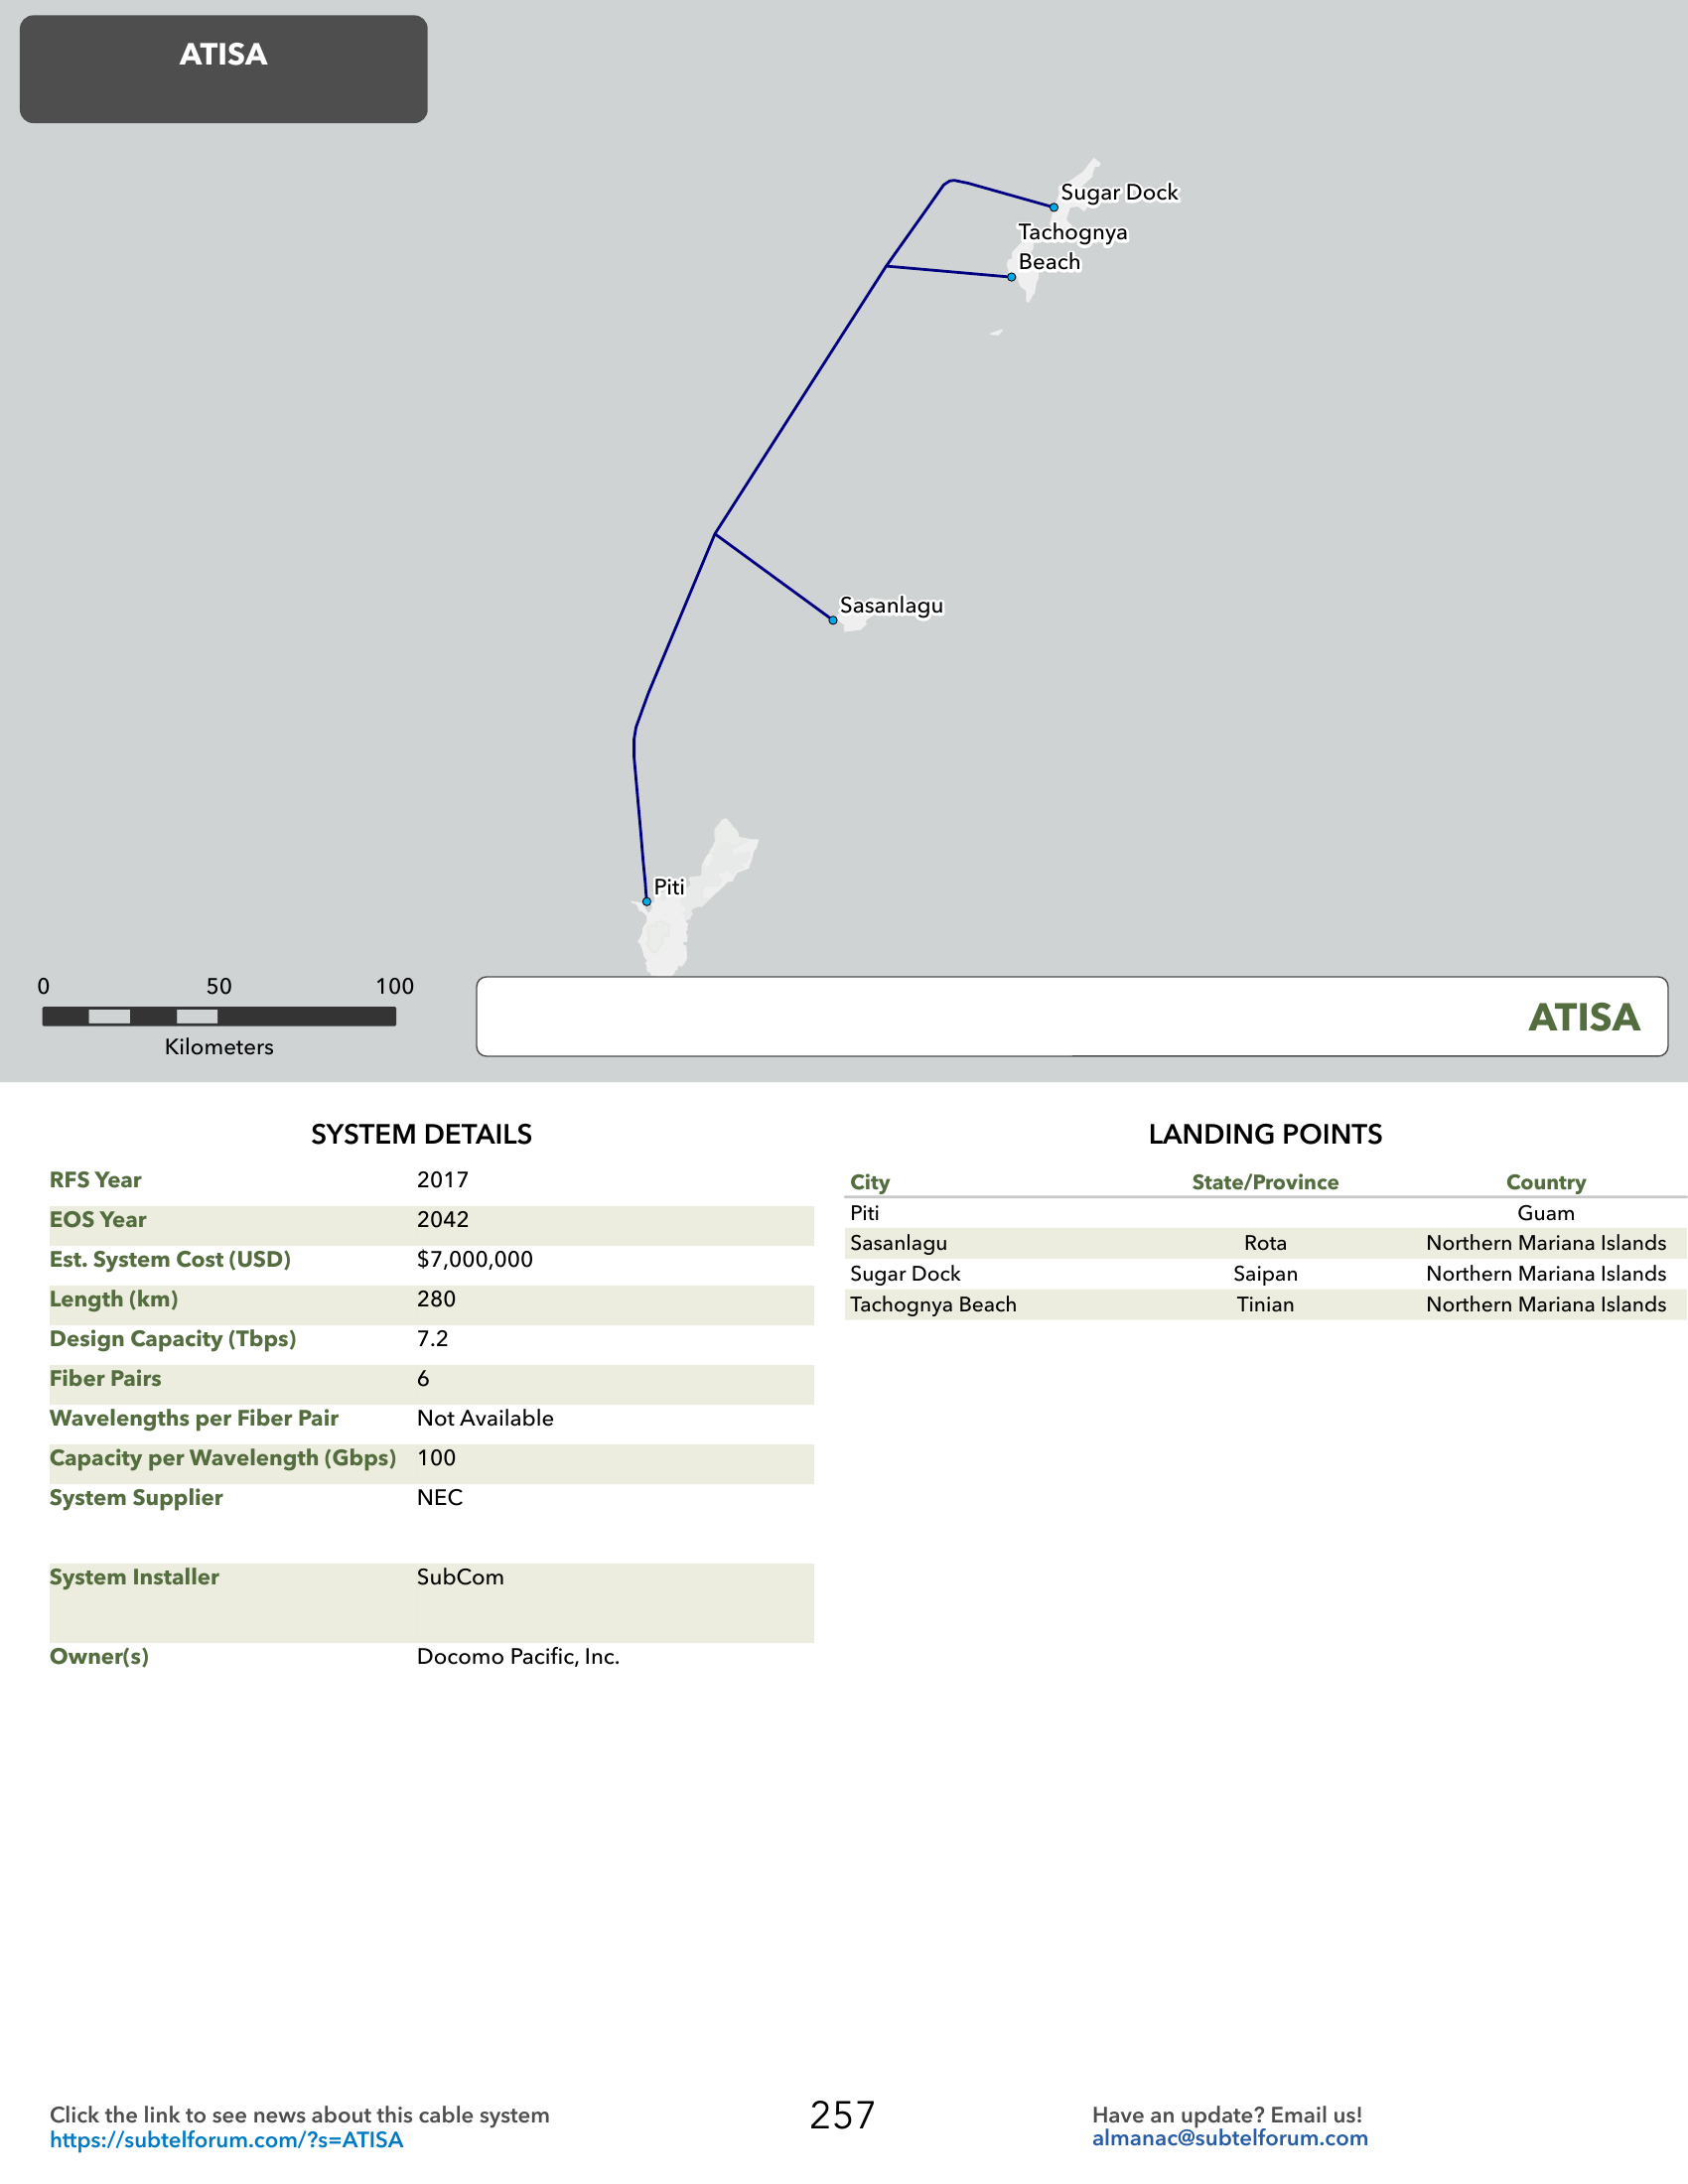 ATISA
Sugar Dock
Tachognya
Beach
Sasanlagu
Piti
0 50 100
Kilometers
ATISA
SYSTEM DETAILS
RFS Year 2017
EOS Year 2042
Est. System Cost (USD) $7,000,000
Length (km) 280
Design Capacity (Tbps) 7.2
Fiber Pairs 6
Wavelengths per Fiber Pair Not Available
Capacity per Wavelength (Gbps) 100
System Supplier NEC
System Installer SubCom
Owner(s) Docomo Pacific, Inc.
LANDING POINTS
City State/Province Country
Piti Guam
Sasanlagu Rota Northern Mariana Islands
Sugar Dock Saipan Northern Mariana Islands
Tachognya Beach Tinian Northern Mariana Islands
Click the link to see news about this cable system
https://subtelforum.com/?s=ATISA
257
Have an update? Email us!
almanac@subtelforum.com